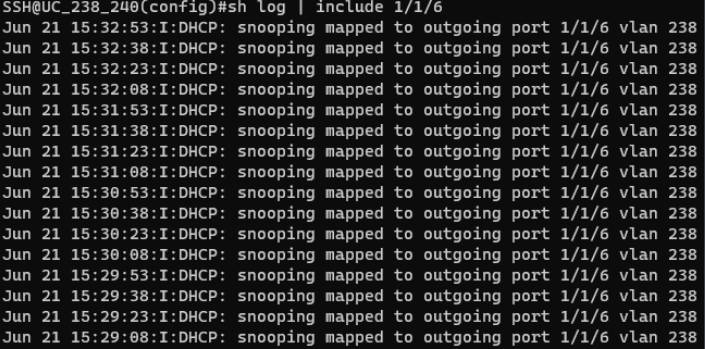 SSH@UC_238_240(config)#sh log | include 1/1/6
Jun 21 15:32:53:I:DHCP: snooping mapped to outgoing port 1/1/6 vlan 238
Jun 21 15:32:38:I:DHCP: snooping mapped to outgoing port 1/1/6 vlan 238
Jun 21 15:32:23:I:DHCP: snooping mapped to outgoing port 1/1/6 vlan 238
Jun 21 15:32:08:I:DHCP: snooping mapped to outgoing port 1/1/6 vlan 238
Jun 21 15:31:53:I:DHCP: snooping mapped to outgoing port 1/1/6 vlan 238
Jun 21 15:31:38:I:DHCP: snooping mapped to outgoing port 1/1/6 vlan 238
Jun 21 15:31:23:I:DHCP: snooping mapped to outgoing port 1/1/6 vlan 238
Jun 21 15:31:08:I:DHCP: snooping mapped to outgoing port 1/1/6 vlan 238
Jun 21 15:30:53:I:DHCP: snooping mapped to outgoing port 1/1/6 vlan 238
Jun 21 15:30:38:I:DHCP: snooping mapped to outgoing port 1/1/6 vlan 238
Jun 21 15:30:23:I:DHCP: snooping mapped to outgoing port 1/1/6 vlan 238
Jun 21 15:30:08:I:DHCP: snooping mapped to outgoing port 1/1/6 vlan 238
Jun 21 15:29:53:I:DHCP: snooping mapped to outgoing port 1/1/6 vlan 238
Jun 21 15:29:38:I:DHCP: snooping mapped to outgoing port 1/1/6 vlan 238
Jun 21 15:29:23:I:DHCP: snooping mapped to outgoing port 1/1/6 vlan 238
Jun 21 15:29:08:I:DHCP: snooping mapped to outgoing port 1/1/6 vlan 238